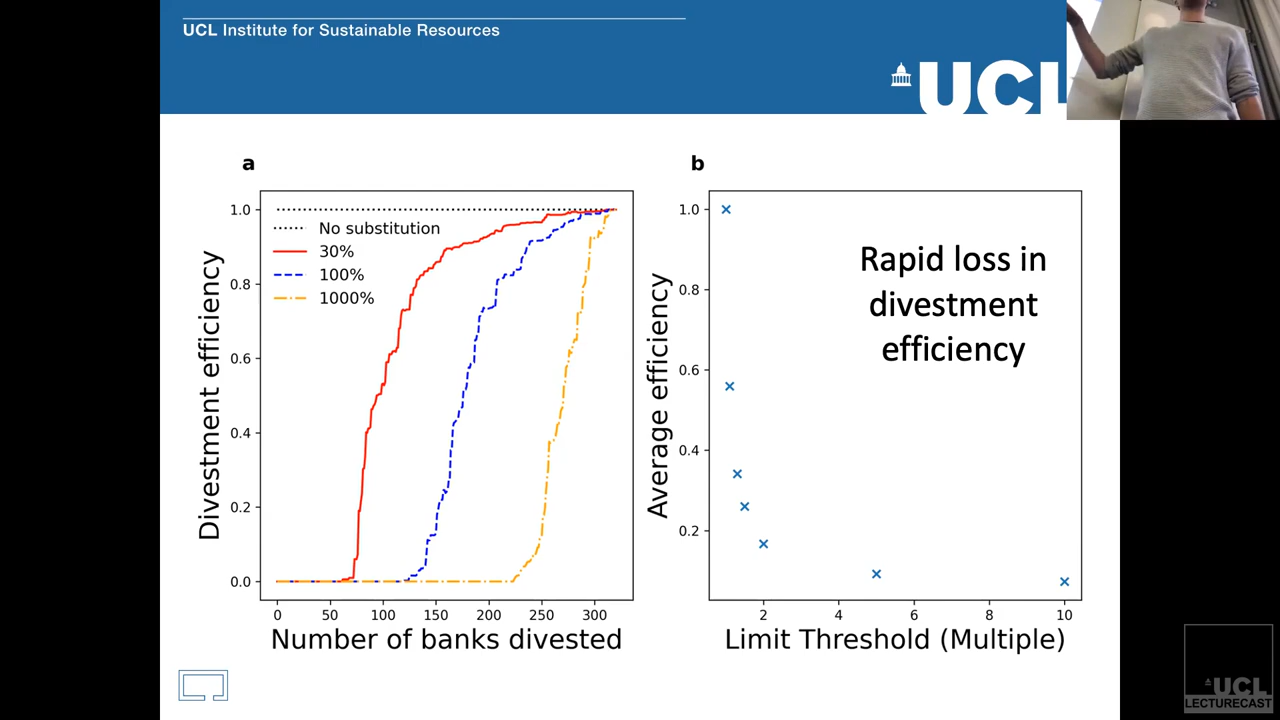 UCL Institute for Sustainable Resources
UCL
a
1.0
0.8
0.6
0.4
0.2
0.0
Divestment efficiency
No substitution
30%
100%
1000%
0
50
100
150
200
250
300
Number of banks divested
b
1.0
0.8
0.6
0.4
0.2
Average efficiency
Rapid loss in
divestment
efficiency
2
4
6
8
10
Limit Threshold (Multiple)
UCL
LECTURECAST